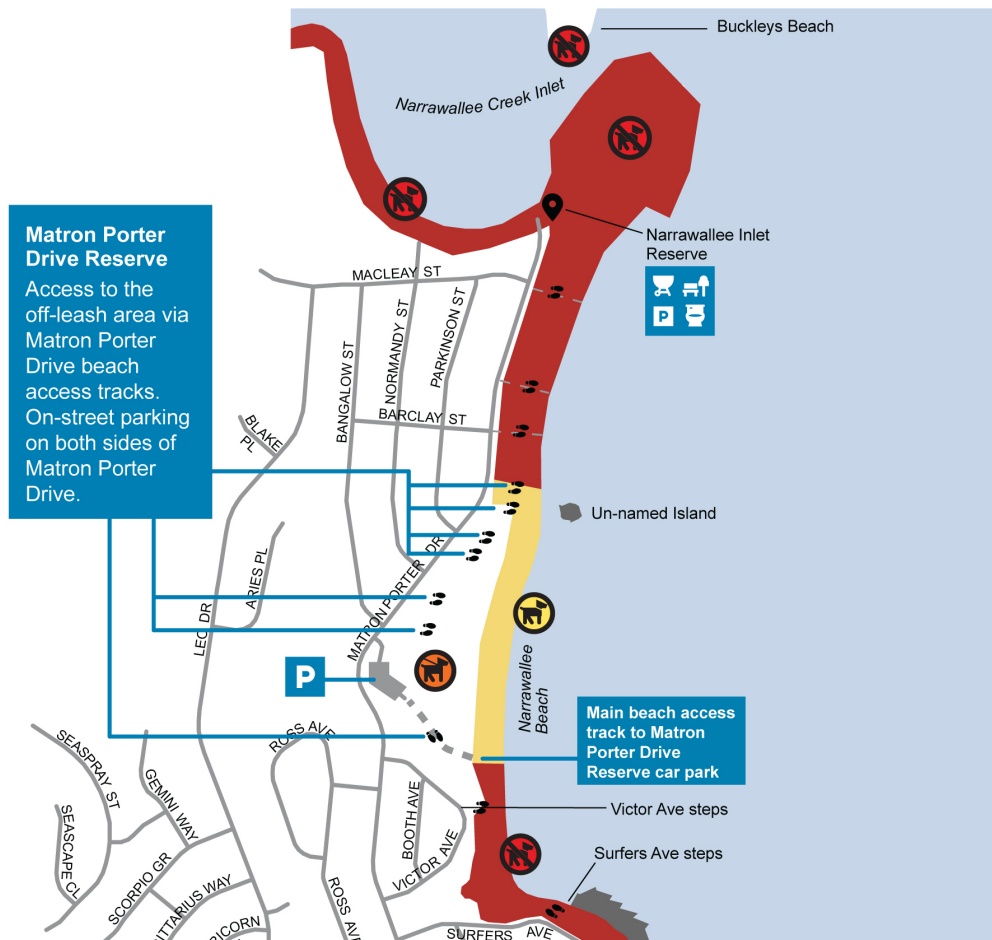 Buckleys Beach
Narrawallee Creek Inlet
Narrawallee Inlet
Reserve
P
Matron Porter
Drive Reserve
Access to the
off-leash area via
Matron Porter
Drive beach
access tracks.
On-street parking
on both sides of
Matron Porter
Drive.
MACLEAY ST
BANGALOW ST
NORMANDY ST
PARKINSON ST
BARCLAY ST
BLAKE
PL
Un-named Island
ARIES PL
LEO DR
MATRON PORTER DR
P
Narrawallee
Beach
Main beach access
track to Matron
Porter Drive
Reserve car park
ROSS AVE
SEASPRAY ST
GEMINI WAY
SEASCAPE CL
SCORPIO GR
BOOTH AVE
VICTOR AVE
Victor Ave steps
Surfers Ave steps
ITTARIUS WAY
RICORN
ROSS AVE
SURFERS AVE